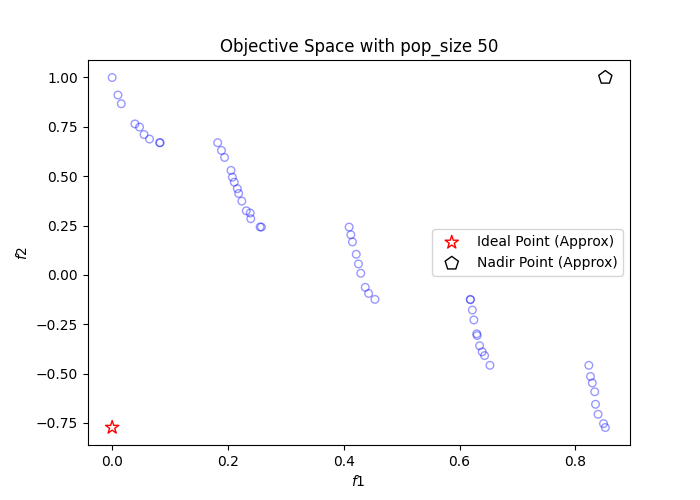 Objective Space with pop_size 50
1.00
0.75
0.50
0.25
0.00
−0.25
−0.50
−0.75
f2
Ideal Point (Approx)
Nadir Point (Approx)
0.0 0.2 0.4 0.6 0.8
f1